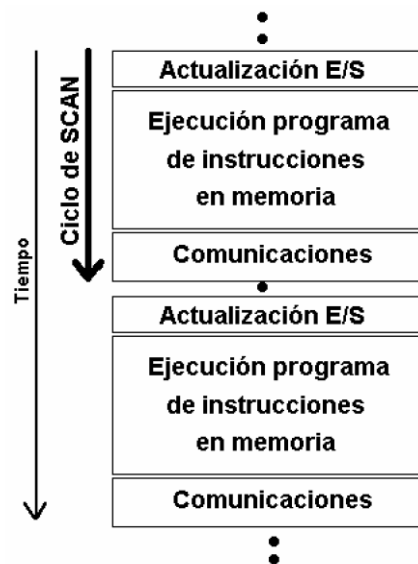 Tiempo
Ciclo de SCAN
Actualización E/S
Ejecución programa
de instrucciones
en memoria
Comunicaciones
Actualización E/S
Ejecución programa
de instrucciones
en memoria
Comunicaciones